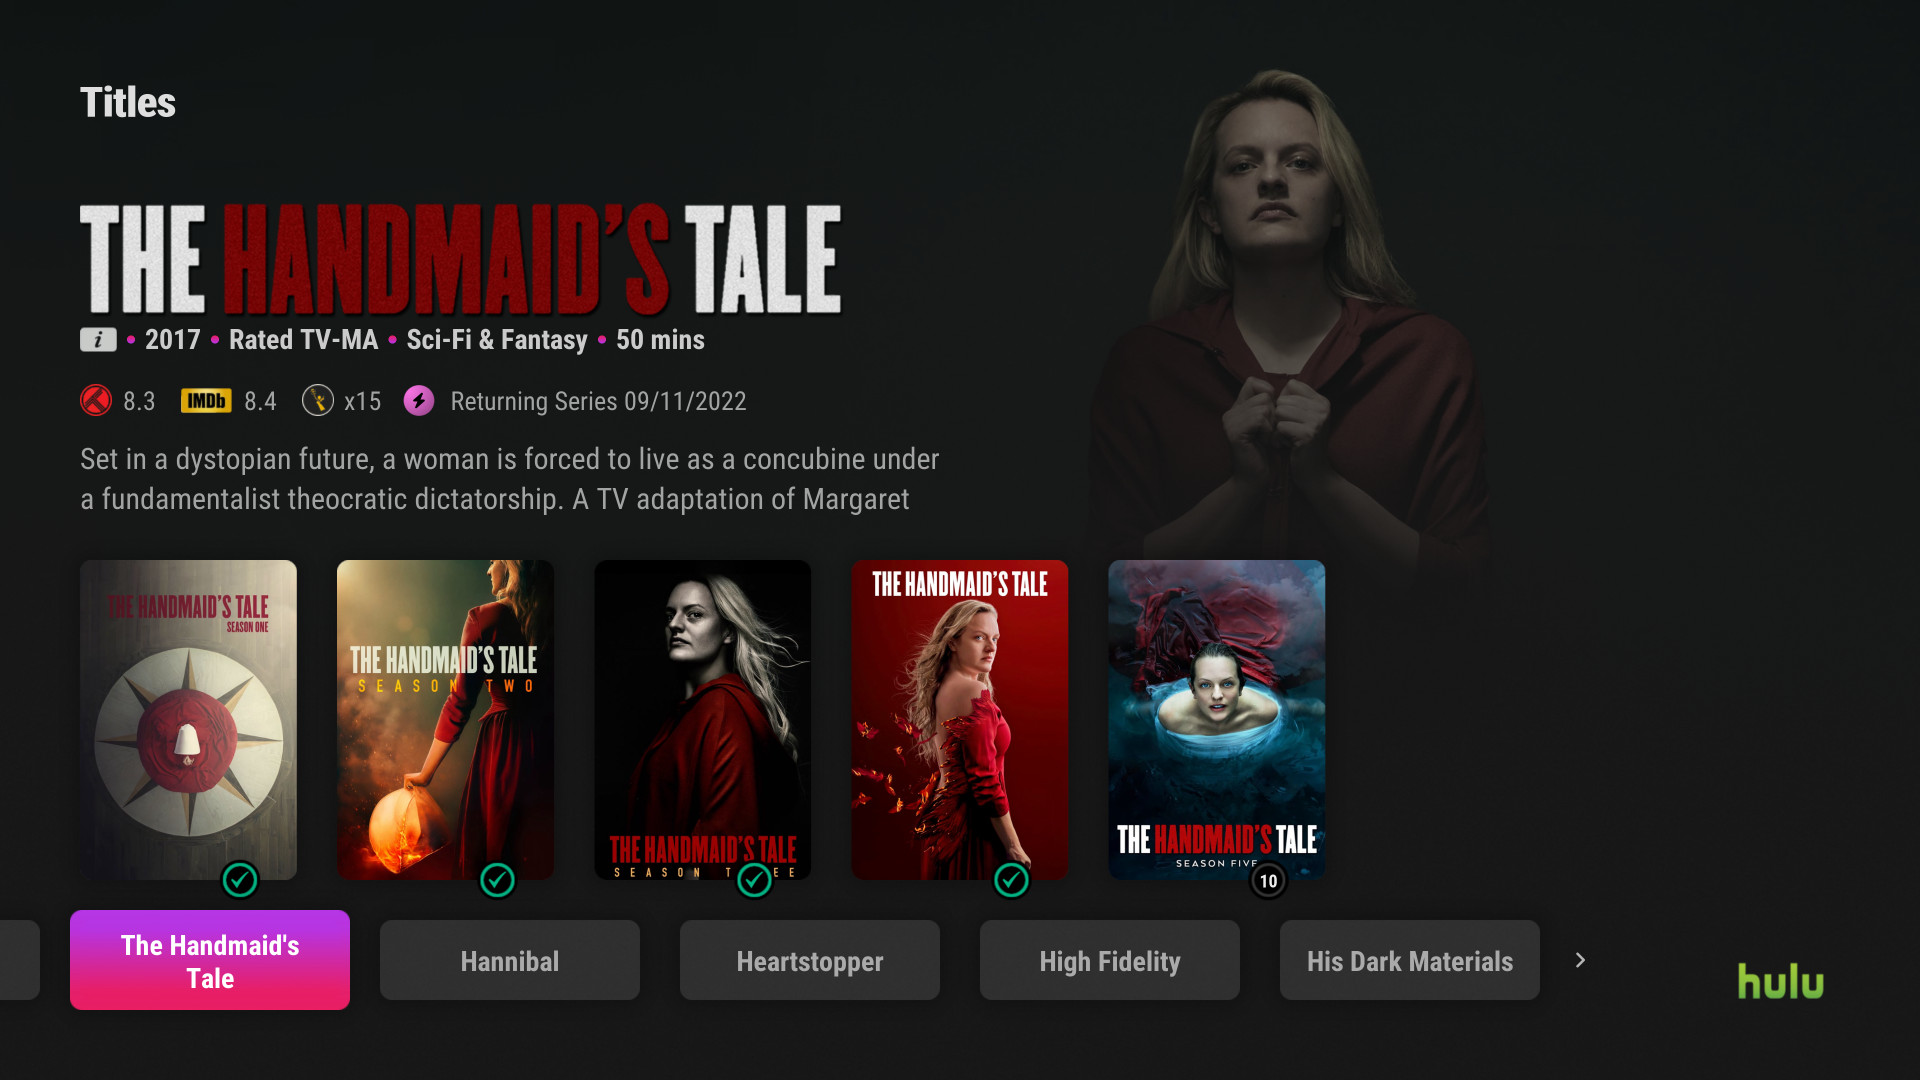 Titles
THE HANDMAID'S TALE
i • 2017 • Rated TV-MA • Sci-Fi & Fantasy • 50 mins
8.3 IMDb 8.4 x15 Returning Series 09/11/2022
Set in a dystopian future, a woman is forced to live as a concubine under
a fundamentalist theocratic dictatorship. A TV adaptation of Margaret
THE HANDMAID'S TALE
SEASON ONE
THE HANDMAID'S TALE
SEASON TWO
THE HANDMAID'S TALE
SEASON THREE
THE HANDMAID'S TALE
THE HANDMAID'S TALE
SEASON FIVE
10
The Handmaid's
Tale
Hannibal
Heartstopper
High Fidelity
His Dark Materials
hulu